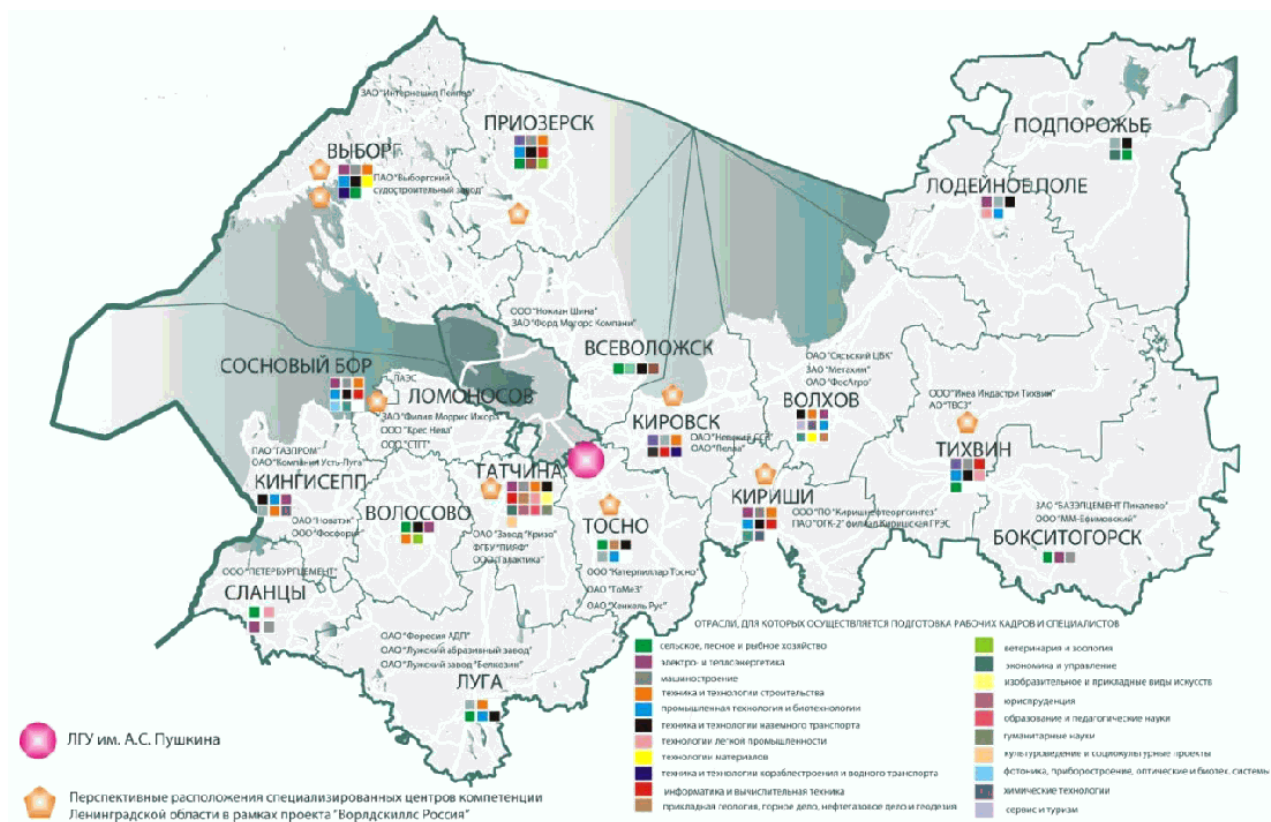 ЗАО "Интернешнл Пейпер"
ПРИОЗЕРСК
ПОДПОРОЖЬЕ
ВЫБОРГ
ПАО "Выборгский
судостроительный завод"
ЛОДЕЙНОЕ ПОЛЕ
ООО "Нокиан Шина"
ЗАО "Форд Моторс Компани"
ВСЕВОЛОЖСК
СОСНОВЫЙ БОР
ЛАЭС
ЛОМОНОСОВ
ЗАО "Филип Моррис Ижора"
ООО "Крес Нева"
ОАО "Сясьский ЦБК"
ЗАО "Метахим"
ОАО "ФосАгро"
ВОЛХОВ
ООО "Икеа Индастри Тихвин"
АО "ТВСЗ"
КИРОВСК
ОАО "Невский ССЗ"
ТИХВИН
ПАО "ГАЗПРОМ"
ОАО "Компания Усть-Луга"
КИНГИСЕПП
ОАО "Новатэк"
ООО "Фосфорит"
ГАТЧИНА
ВОЛОСОВО
ОАО "Завод "Кризо"
ФГБУ "ПИЯФ"
ООО "Галактика"
ТОСНО
ООО "Катерпиллар Тосно"
ОАО "ТоМеЗ"
ОАО "Хенкель Рус"
КИРИШИ
ООО "ПО "Киришинефтеоргсинтез"
ПАО "ОГК-2" филиал Киришская ГРЭС
ЗАО "БАЗЭЛЦЕМЕНТ Пикалево"
ООО "ММ-Ефимовский"
БОКСИТОГОРСК
ООО "ПЕТЕРБУРГЦЕМЕНТ"
СЛАНЦЫ
ОАО "Форесия АДП"
ОАО "Лужский абразивный завод"
ОАО "Лужский завод "Белкозин"
ЛУГА
ОТРАСЛИ, ДЛЯ КОТОРЫХ ОСУЩЕСТВЛЯЕТСЯ ПОДГОТОВКА РАБОЧИХ КАДРОВ И СПЕЦИАЛИСТОВ
сельское, лесное и рыбное хозяйство
электро- и теплоэнергетика
машиностроение
техника и технологии строительства
промышленная технология и биотехнологии
техника и технологии наземного транспорта
технологии легкой промышленности
технологии материалов
техника и технологии кораблестроения и водного транспорта
информатика и вычислительная техника
прикладная геология, горное дело, нефтегазовое дело и геодезия
ветеринария и зоология
экономика и управление
изобразительное и прикладные виды искусств
юриспруденция
образование и педагогические науки
гуманитарные науки
культуроведение и социокультурные проекты
фотоника, приборостроение, оптические и биотех. системы
химические технологии
сервис и туризм
ЛГУ им. А.С. Пушкина
Перспективные расположения специализированных центров компетенции
Ленинградской области в рамках проекта "Ворлдскиллс Россия"